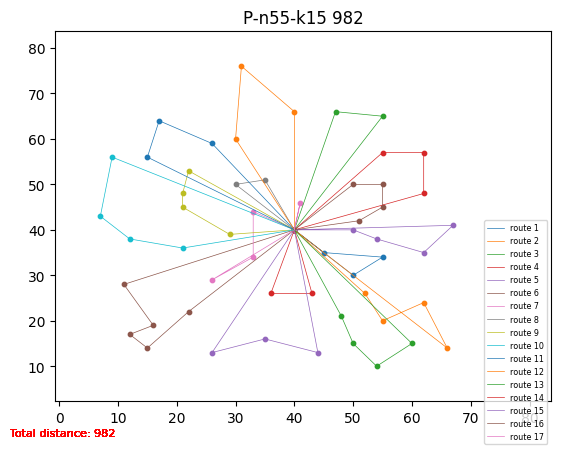 P-n55-k15 982
80
70
60
50
40
30
20
10
0
10
20
30
40
50
60
70
80
route 1
route 2
route 3
route 4
route 5
route 6
route 7
route 8
route 9
route 10
route 11
route 12
route 13
route 14
route 15
route 16
route 17
Total distance: 982